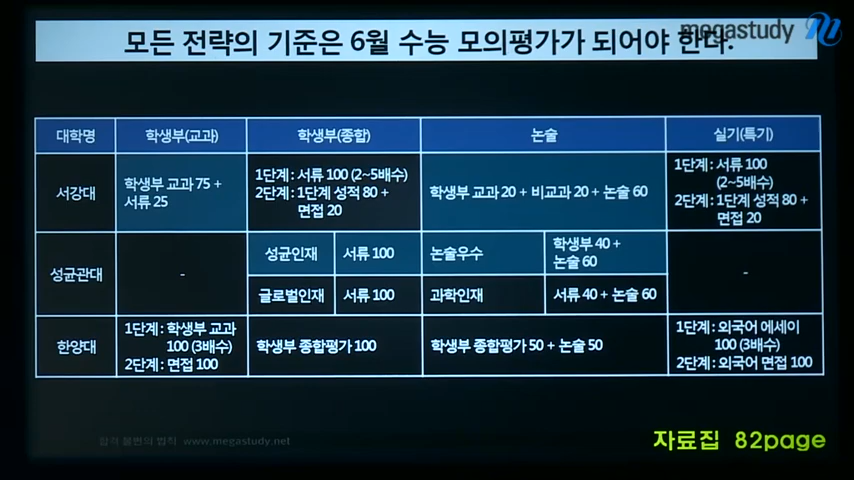 모든 전략의 기준은 6월 수능 모의평가가 되어야 한다.
megastudy
대학명 학생부(교과) 학생부(종합) 논술 실기(특기)
서강대
학생부 교과 75 +
서류 25
1단계 : 서류 100 (2~5배수)
2단계 : 1단계 성적 80 +
면접 20
학생부 교과 20 + 비교과 20 + 논술 60
1단계 : 서류 100
(2~5배수)
2단계 : 1단계 성적 80 +
면접 20
성균관대
-
성균인재 서류 100
글로벌인재 서류 100
논술우수
학생부 40 +
논술 60
과학인재 서류 40 + 논술 60
-
한양대
1단계 : 학생부 교과
100 (3배수)
2단계 : 면접 100
학생부 종합평가 100
학생부 종합평가 50 + 논술 50
1단계 : 외국어 에세이
100 (3배수)
2단계 : 외국어 면접 100
합격 불변의 법칙 www.megastudy.net
자료집 82page